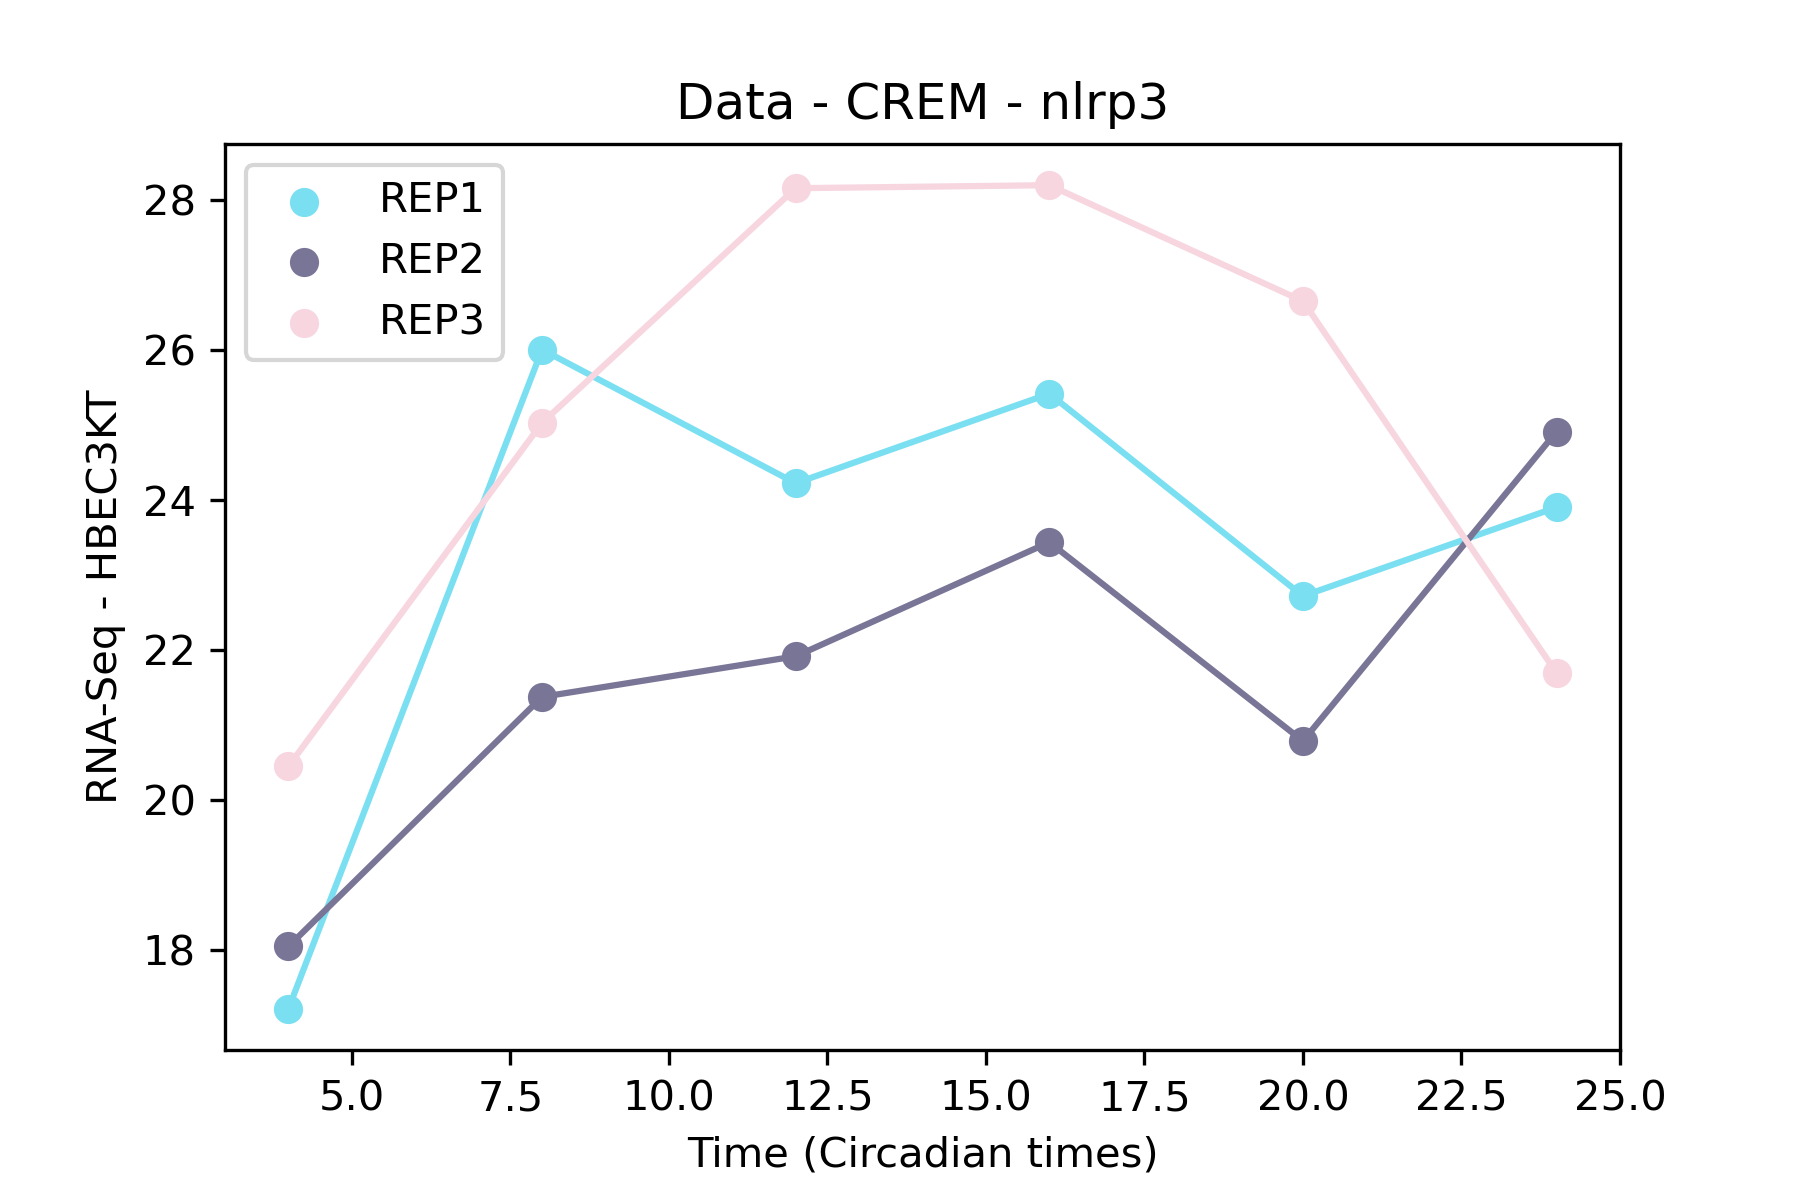 Data - CREM - nlrp3
REP1
REP2
REP3
28
26
24
22
20
18
RNA-Seq - HBEC3KT
5.0 7.5 10.0 12.5 15.0 17.5 20.0 22.5 25.0
Time (Circadian times)